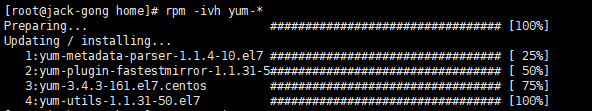 [root@jack-gong home]# rpm -ivh yum-*
Preparing...                          ################################# [100%]
Updating / installing...
   1:yum-metadata-parser-1.1.4-10.el7 ################################# [ 25%]
   2:yum-plugin-fastestmirror-1.1.31-5################################# [ 50%]
   3:yum-3.4.3-161.el7.centos         ################################# [ 75%]
   4:yum-utils-1.1.31-50.el7          ################################# [100%]